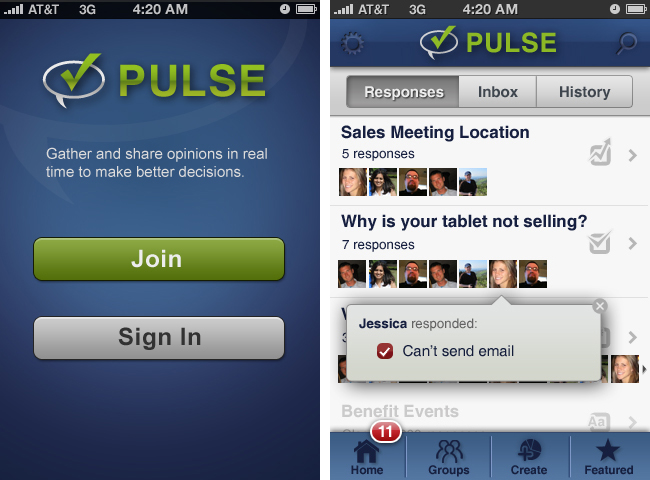 AT&T 3G 4:20 AM
PULSE
Gather and share opinions in real
time to make better decisions.
Join
Sign In
AT&T 3G 4:20 AM
PULSE
Responses Inbox History
Sales Meeting Location
5 responses
Why is your tablet not selling?
7 responses
Jessica responded:
Can't send email
Benefit Events
Aa
11
Home Groups Create Featured